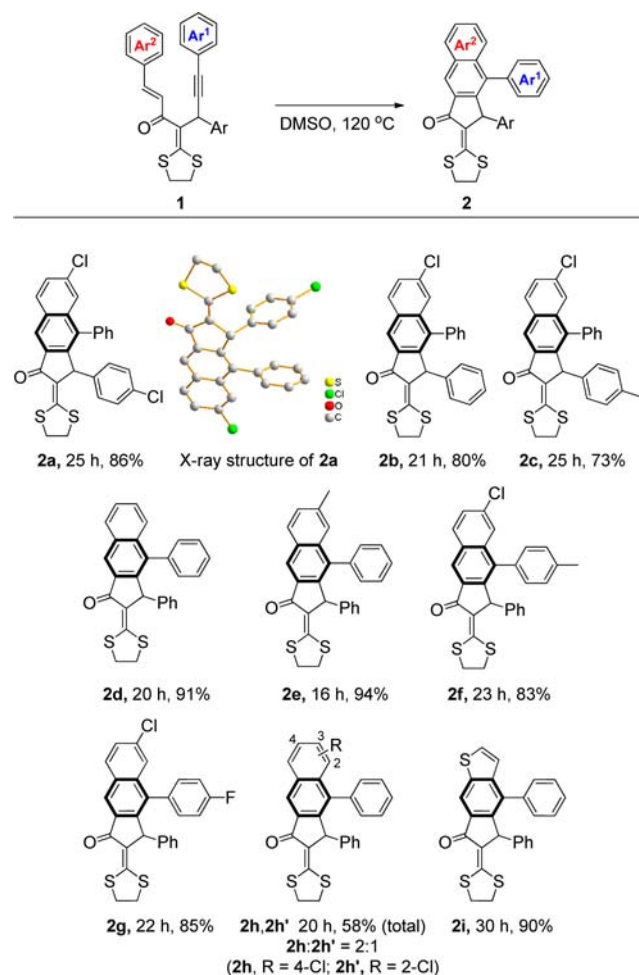 Ar² Ar¹ Ar² Ar¹
O Ar S S 1
DMSO, 120 °C
O Ar S S 2
Cl Ph O Cl S S
S Cl O C
Cl Ph O S S
Cl Ph O S S
2a, 25 h, 86% X-ray structure of 2a 2b, 21 h, 80% 2c, 25 h, 73%
O Ph S S
O Ph S S
Cl O Ph S S
2d, 20 h, 91% 2e, 16 h, 94% 2f, 23 h, 83%
Cl F O Ph S S
4 3 R 2 O Ph S S
S O Ph S S
2g, 22 h, 85% 2h,2h' 20 h, 58% (total) 2i, 30 h, 90%
2h:2h' = 2:1
(2h, R = 4-Cl; 2h', R = 2-Cl)